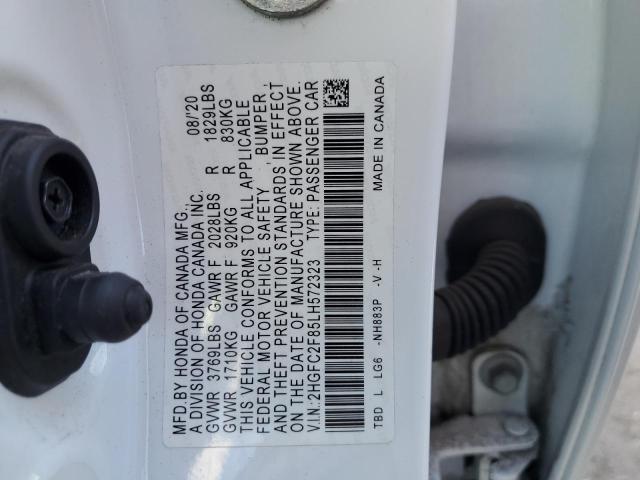 MFD BY HONDA OF CANADA MFG. 08/'20
A DIVISION OF HONDA CANADA INC.
GVWR 3769LBS GAWR F 2028LBS R 1829LBS
GVWR 1710KG GAWR F 920KG R 830KG
THIS VEHICLE CONFORMS TO ALL APPLICABLE
FEDERAL MOTOR VEHICLE SAFETY , BUMPER ,
AND THEFT PREVENTION STANDARDS IN EFFECT
ON THE DATE OF MANUFACTURE SHOWN ABOVE.
V.I.N.:2HGFC2F85LH572323 TYPE: PASSENGER CAR
TBD L LG6 -NH883P -V -H MADE IN CANADA